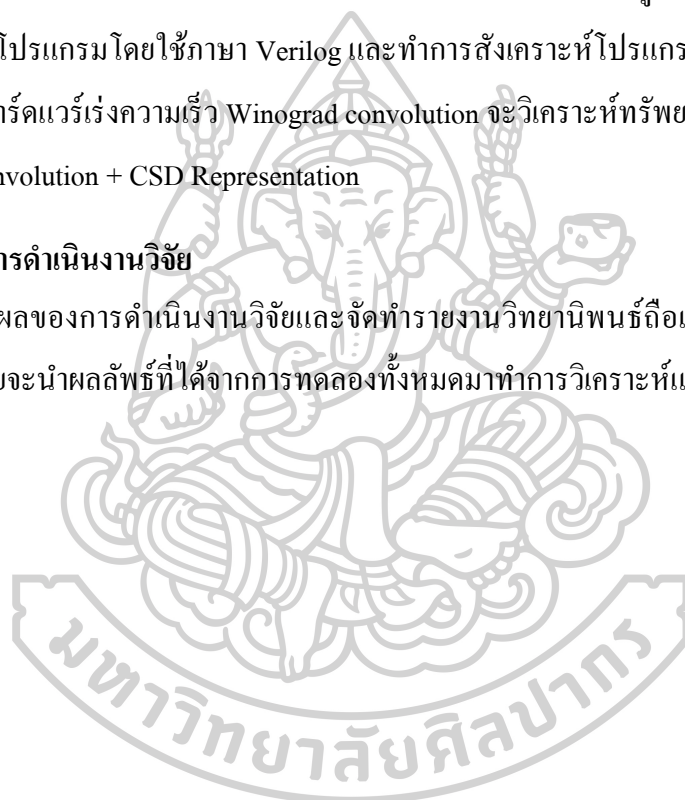 โปรแกรมโดยใช้ภาษา Verilog และทำการสังเคราะห์โปรแกร
ร์ดแวร์เร่งความเร็ว Winograd convolution จะวิเคราะห์ทรัพย
nvolution + CSD Representation
ารดำเนินงานวิจัย
ผลของการดำเนินงานวิจัยและจัดทำรายงานวิทยานิพนธ์ถือเ
ยจะนำผลลัพธ์ที่ได้จากการทดลองทั้งหมดมาทำการวิเคราะห์แ
มหาวิทยาลัยศิลปากร